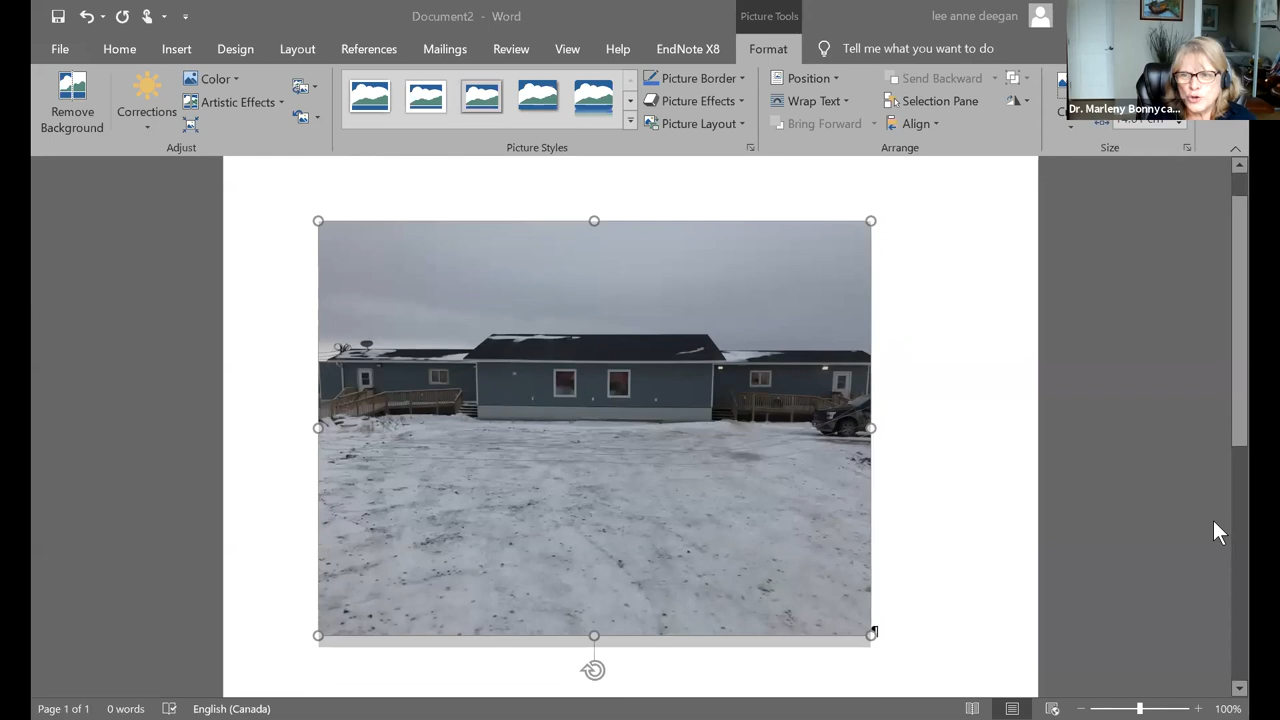 Document2 - Word
Picture Tools
lee anne deegan
File Home Insert Design Layout References Mailings Review View Help EndNote X8 Format Tell me what you want to do
Remove Background
Corrections
Color
Artistic Effects
Adjust
Picture Styles
Picture Border
Picture Effects
Picture Layout
Position
Wrap Text
Bring Forward
Send Backward
Selection Pane
Align
Arrange
Size
Dr. Marleny Bonnyca...
Page 1 of 1 0 words English (Canada) 100%